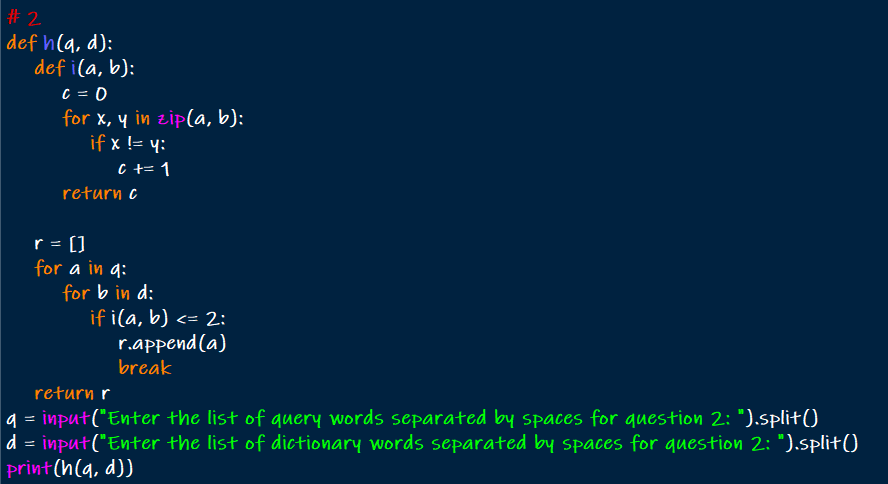 # 2
def h(q, d):
    def i(a, b):
        c = 0
        for x, y in zip(a, b):
            if x != y:
                c += 1
        return c

    r = []
    for a in q:
        for b in d:
            if i(a, b) <= 2:
                r.append(a)
                break
    return r
q = input("Enter the list of query words separated by spaces for question 2: ").split()
d = input("Enter the list of dictionary words separated by spaces for question 2: ").split()
print(h(q, d))